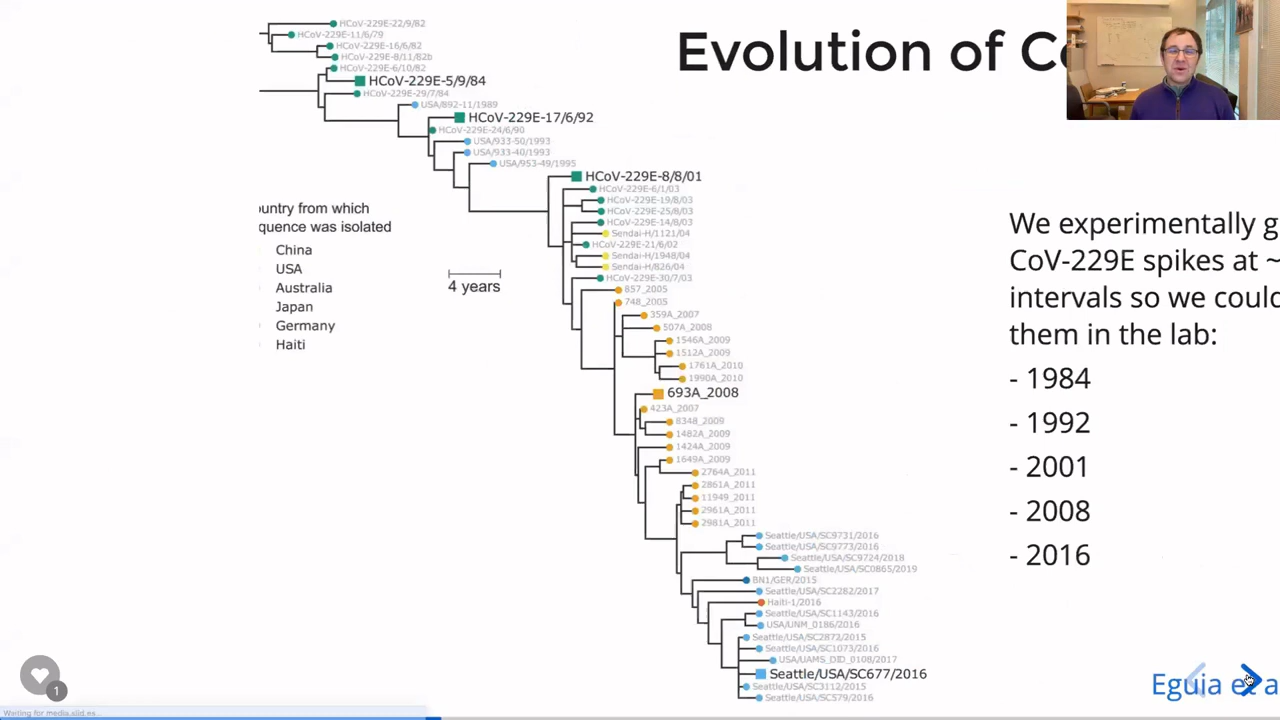 Evolution of Co
HCoV-229E-22/9/82
HCoV-229E-11/6/79
HCoV-229E-16/6/82
HCoV-229E-8/11/82b
HCoV-229E-6/10/82
HCoV-229E-5/9/84
HCoV-229E-29/7/84
USA/892-11/1989
HCoV-229E-17/6/92
HCoV-229E-24/6/90
USA/933-50/1993
USA/933-40/1993
USA/953-49/1995
HCoV-229E-8/8/01
HCoV-229E-6/1/03
HCoV-229E-19/8/03
HCoV-229E-25/8/03
HCoV-229E-14/8/03
Sendai-H/1121/04
HCoV-229E-21/6/02
Sendai-H/1948/04
Sendai-H/826/04
HCoV-229E-30/7/03
857_2005
748_2005
359A_2007
507A_2008
1546A_2009
1512A_2009
1761A_2010
1990A_2010
693A_2008
423A_2007
8348_2009
1482A_2009
1424A_2009
1649A_2009
2764A_2011
2861A_2011
11949_2011
2961A_2011
2981A_2011
Seattle/USA/SC9731/2016
Seattle/USA/SC9773/2016
Seattle/USA/SC9724/2018
Seattle/USA/SC0865/2019
BN1/GER/2015
Seattle/USA/SC2282/2017
Haiti-1/2016
Seattle/USA/SC1143/2016
USA/UNM_0186/2016
Seattle/USA/SC2872/2015
Seattle/USA/SC1073/2016
USA/UAMS_DID_0108/2017
Seattle/USA/SC677/2016
Seattle/USA/SC3112/2015
Seattle/USA/SC579/2016
ountry from which
quence was isolated
China
USA
Australia
Japan
Germany
Haiti
4 years
We experimentally g
CoV-229E spikes at ~
intervals so we could
them in the lab:
- 1984
- 1992
- 2001
- 2008
- 2016
Eguia et a
1
Waiting for media.slid.es...